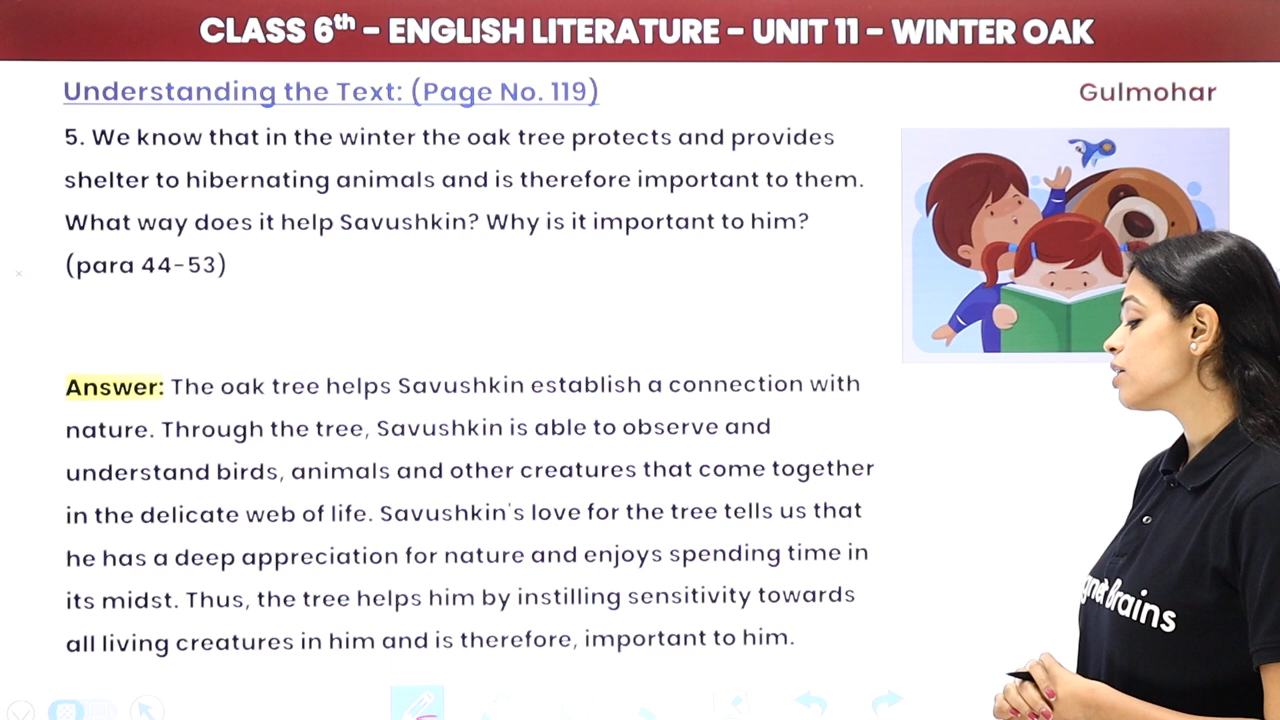 CLASS 6th – ENGLISH LITERATURE – UNIT 11 – WINTER OAK
Understanding the Text: (Page No. 119)
Gulmohar
5. We know that in the winter the oak tree protects and provides
shelter to hibernating animals and is therefore important to them.
What way does it help Savushkin? Why is it important to him?
(para 44-53)
Answer: The oak tree helps Savushkin establish a connection with
nature. Through the tree, Savushkin is able to observe and
understand birds, animals and other creatures that come together
in the delicate web of life. Savushkin's love for the tree tells us that
he has a deep appreciation for nature and enjoys spending time in
its midst. Thus, the tree helps him by instilling sensitivity towards
all living creatures in him and is therefore, important to him.
Brains